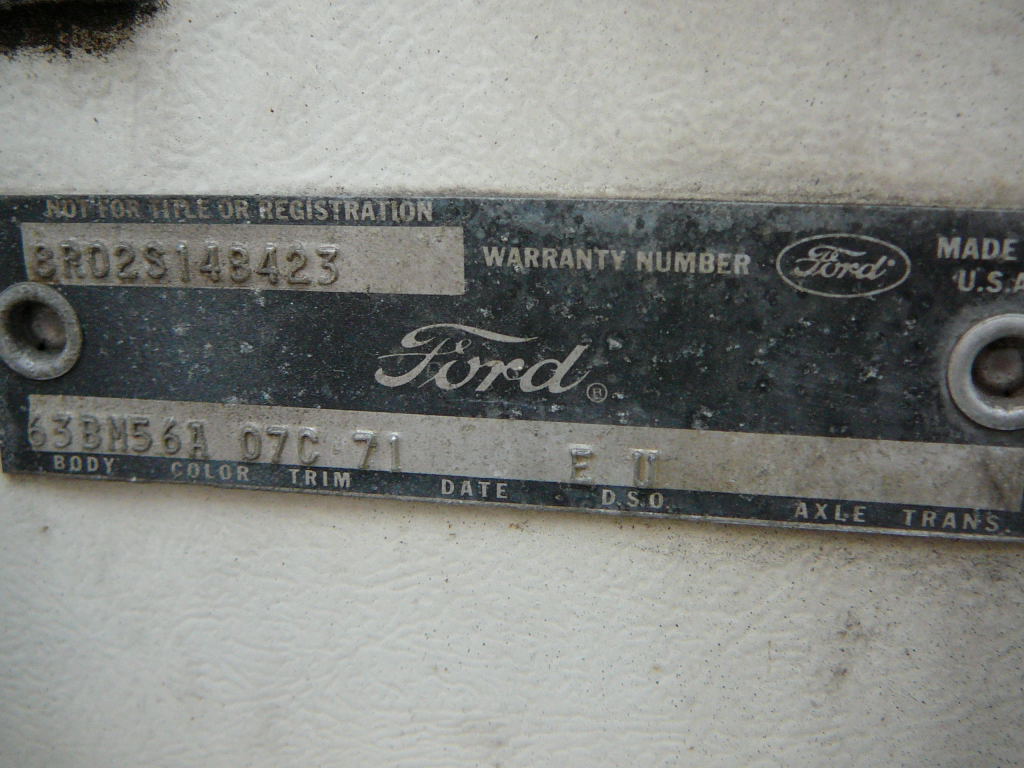 NOT FOR TITLE OR REGISTRATION
8R02S148423 WARRANTY NUMBER Ford MADE
U.S.A
Ford®
63BM56A 07C 71 E U
BODY COLOR TRIM DATE D.S.O. AXLE TRANS.